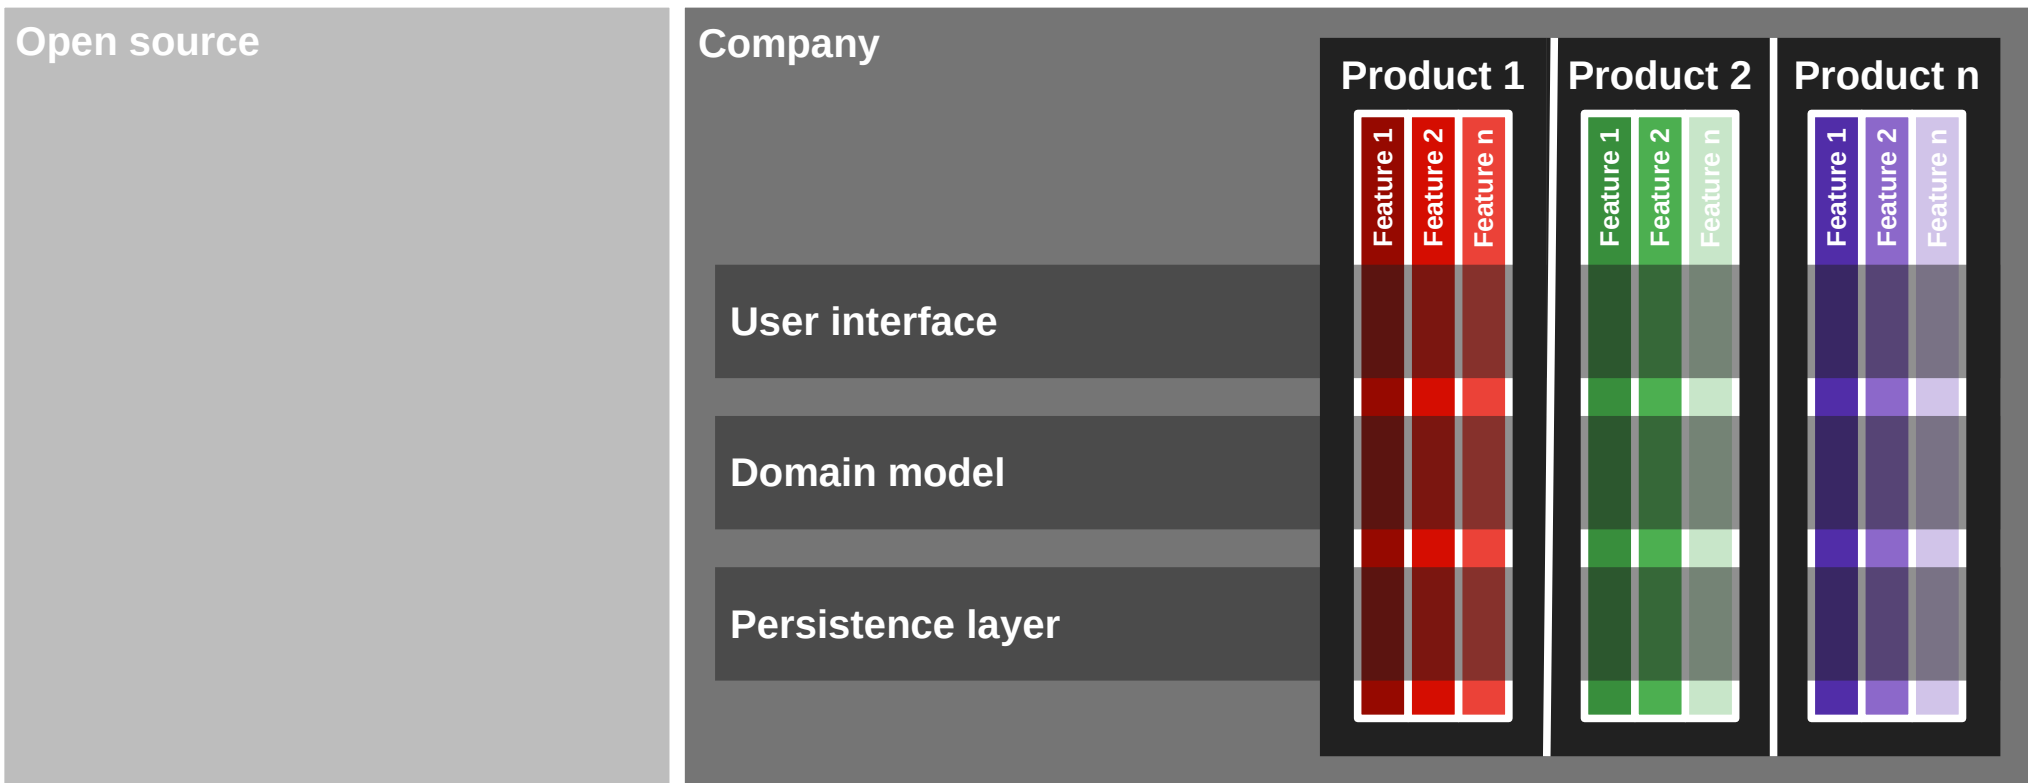 Open source
Company
Product 1
Product 2
Product n
Feature 1
Feature 2
Feature n
Feature 1
Feature 2
Feature n
Feature 1
Feature 2
Feature n
User interface
Domain model
Persistence layer